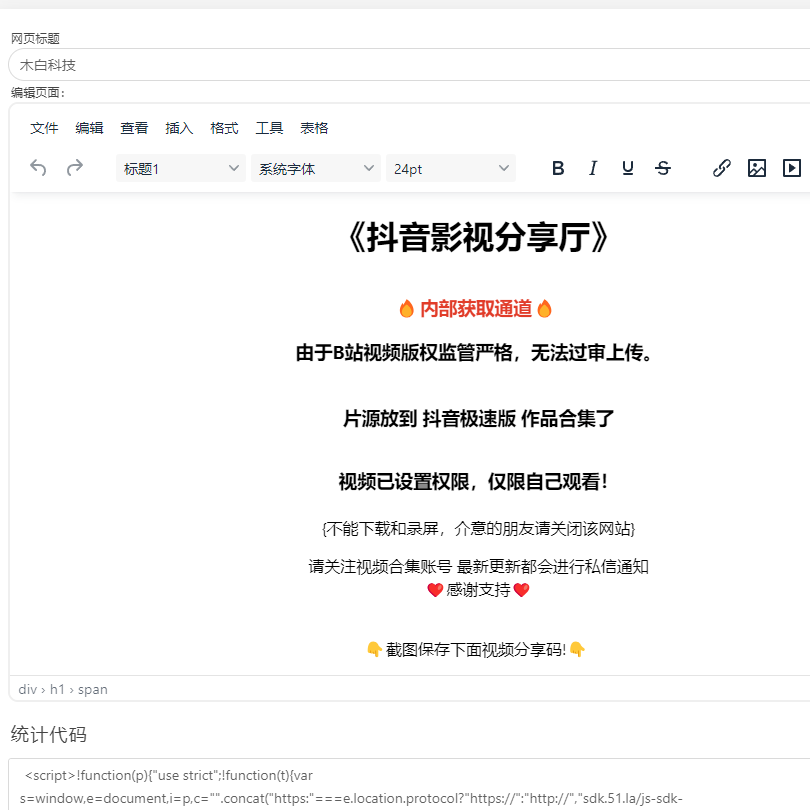 网页标题
木白科技
编辑页面：
文件 编辑 查看 插入 格式 工具 表格
标题1 系统字体 24pt B I U S
《抖音影视分享厅》
🔥内部获取通道🔥
由于B站视频版权监管严格，无法过审上传。
片源放到 抖音极速版 作品合集了
视频已设置权限，仅限自己观看！
{不能下载和录屏，介意的朋友请关闭该网站}
请关注视频合集账号 最新更新都会进行私信通知
❤️感谢支持❤️
👇截图保存下面视频分享码!👇
div › h1 › span
统计代码
<script>!function(p){"use strict";!function(t){var
s=window,e=document,i=p,c="".concat("https:"===e.location.protocol?"https://":"http://","sdk.51.la/js-sdk-